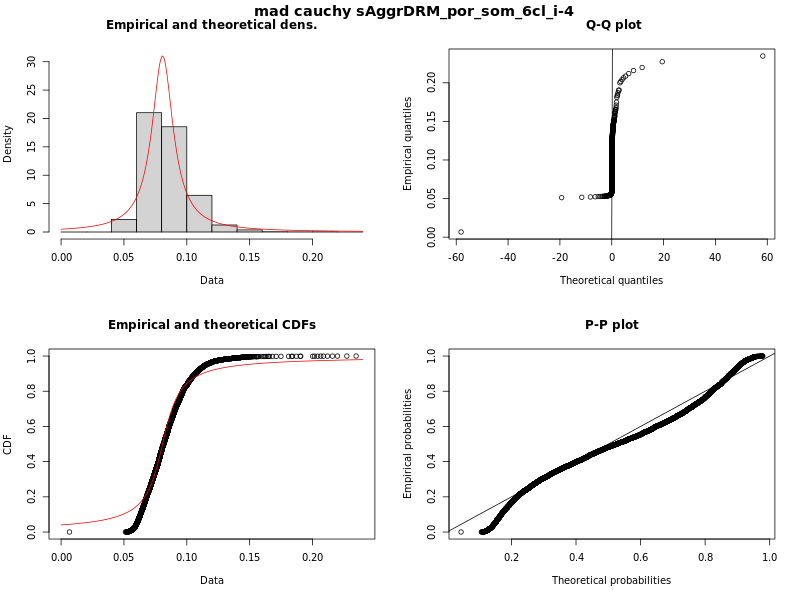 mad cauchy sAggrDRM_por_som_6cl_i-4
Empirical and theoretical dens.
Density
0 5 10 15 20 25 30
0.00 0.05 0.10 0.15 0.20
Data
Q-Q plot
Empirical quantiles
0.00 0.05 0.10 0.15 0.20
-60 -40 -20 0 20 40 60
Theoretical quantiles
Empirical and theoretical CDFs
CDF
0.0 0.2 0.4 0.6 0.8 1.0
0.00 0.05 0.10 0.15 0.20
Data
P-P plot
Empirical probabilities
0.0 0.2 0.4 0.6 0.8 1.0
0.2 0.4 0.6 0.8 1.0
Theoretical probabilities